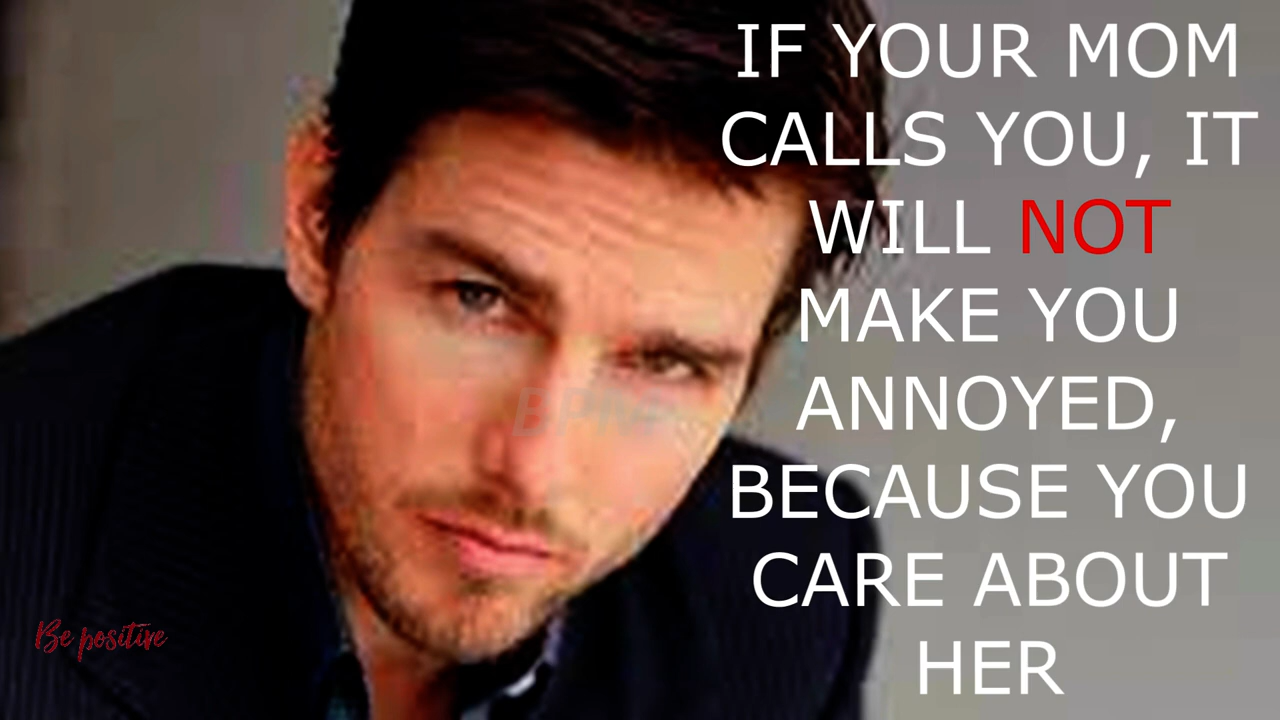 IF YOUR MOM
CALLS YOU, IT
WILL NOT
MAKE YOU
ANNOYED,
BECAUSE YOU
CARE ABOUT
HER
Be positive